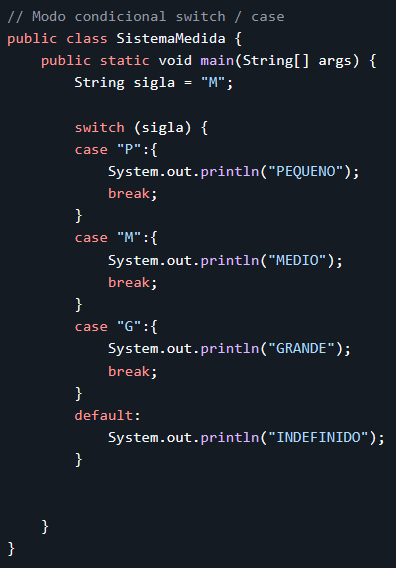 // Modo condicional switch / case
public class SistemaMedida {
    public static void main(String[] args) {
        String sigla = "M";

        switch (sigla) {
        case "P":{
            System.out.println("PEQUENO");
            break;
        }
        case "M":{
            System.out.println("MEDIO");
            break;
        }
        case "G":{
            System.out.println("GRANDE");
            break;
        }
        default:
            System.out.println("INDEFINIDO");
        }


    }
}